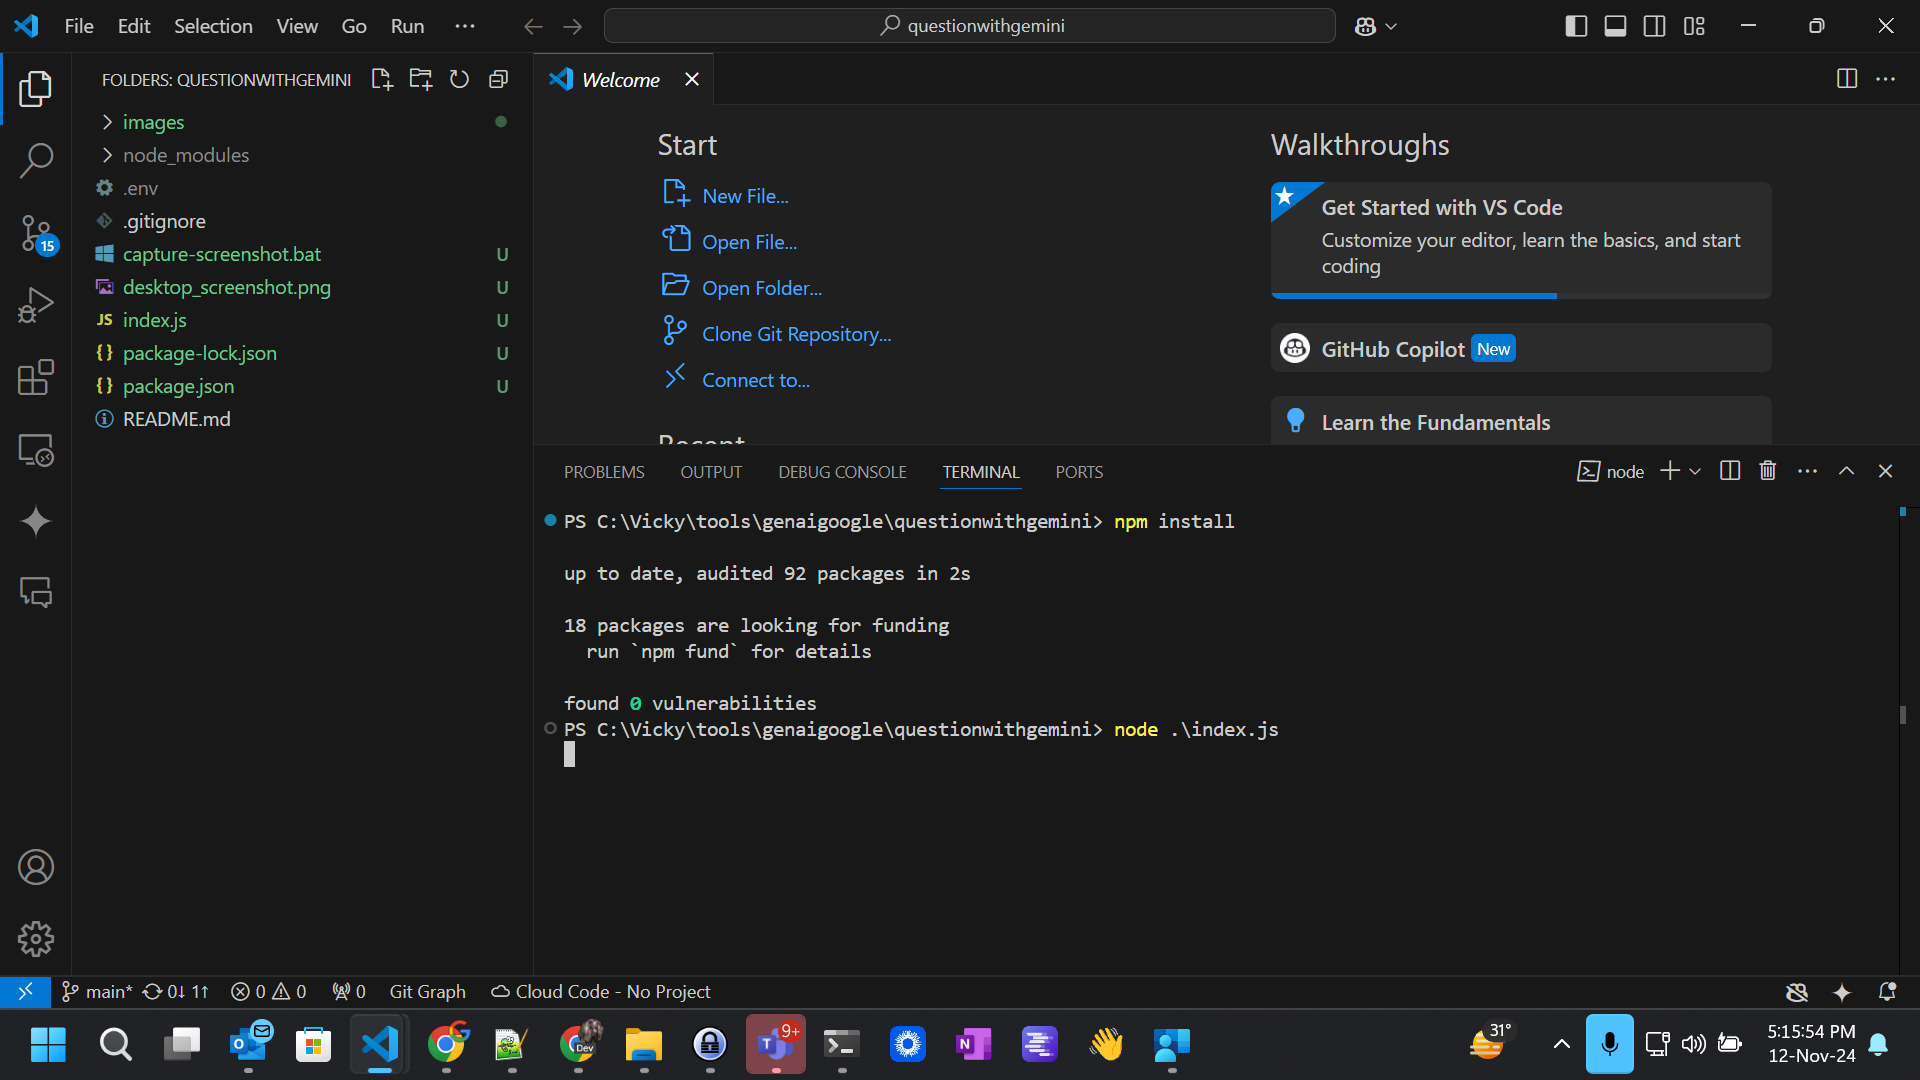 File Edit Selection View Go Run ···
questionwithgemini
FOLDERS: QUESTIONWITHGEMINI
images
node_modules
.env
.gitignore
capture-screenshot.bat U
desktop_screenshot.png U
JS index.js U
{} package-lock.json U
{} package.json U
README.md
15
Welcome
Start
New File...
Open File...
Open Folder...
Clone Git Repository...
Connect to...
Recent
Walkthroughs
Get Started with VS Code
Customize your editor, learn the basics, and start
coding
GitHub Copilot New
Learn the Fundamentals
PROBLEMS OUTPUT DEBUG CONSOLE TERMINAL PORTS
node
PS C:\Vicky\tools\genaigoogle\questionwithgemini> npm install
up to date, audited 92 packages in 2s
18 packages are looking for funding
run `npm fund` for details
found 0 vulnerabilities
PS C:\Vicky\tools\genaigoogle\questionwithgemini> node .\index.js
main* 0↓ 1↑ 0 0 0 Git Graph Cloud Code - No Project
9+
Dev
31°
5:15:54 PM
12-Nov-24